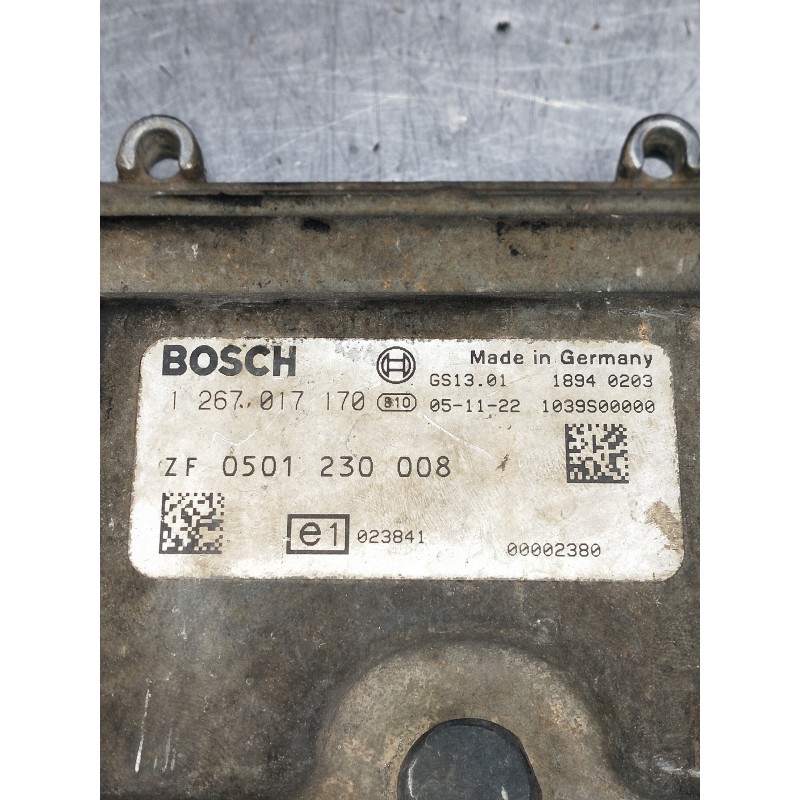 BOSCH Made in Germany
GS13.01 1894 0203
1 267 017 170 810 05-11-22 1039S00000
ZF 0501 230 008
e1 023841 00002380